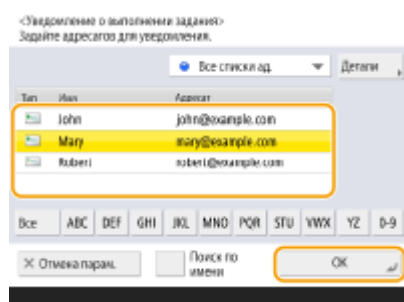 <Уведомление о выполнении задания>
Задайте адресатов для уведомления.
Все списки ад.
Детали
Тип Имя Адресат
John john@example.com
Mary mary@example.com
Robert robert@example.com
Все ABC DEF GHI JKL MNO PQR STU VWX YZ 0-9
Отмена парам.
Поиск по
имени
OK